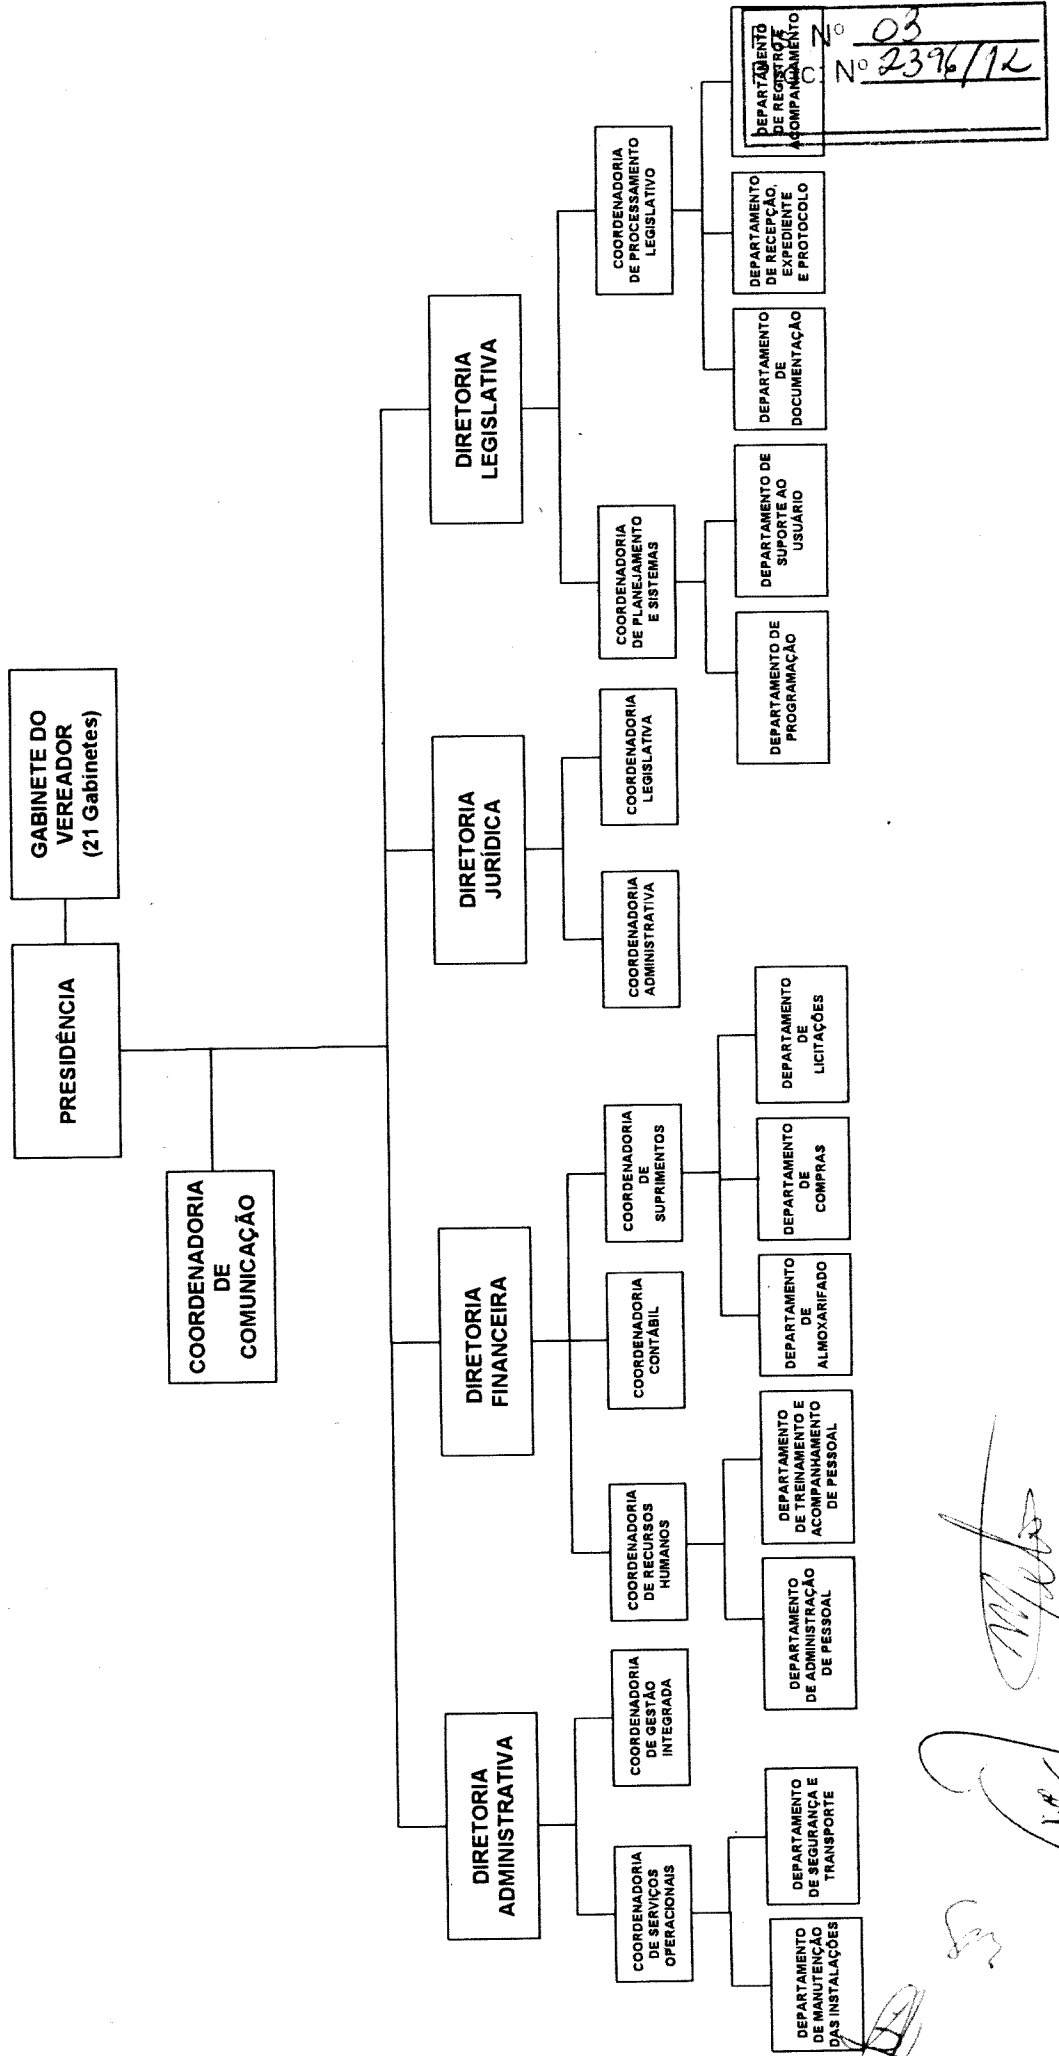 GABINETE DO
VEREADOR
(21 Gabinetes)
PRESIDÊNCIA
COORDENADORIA
DE
COMUNICAÇÃO
DIRETORIA
ADMINISTRATIVA
DIRETORIA
FINANCEIRA
DIRETORIA
JURÍDICA
DIRETORIA
LEGISLATIVA
COORDENADORIA
DE SERVIÇOS
OPERACIONAIS
COORDENADORIA
DE GESTÃO
INTEGRADA
COORDENADORIA
DE RECURSOS
HUMANOS
COORDENADORIA
CONTÁBIL
COORDENADORIA
DE
SUPRIMENTOS
COORDENADORIA
ADMINISTRATIVA
COORDENADORIA
LEGISLATIVA
COORDENADORIA
DE PLANEJAMENTO
E SISTEMAS
COORDENADORIA
DE PROCESSAMENTO
LEGISLATIVO
DEPARTAMENTO
DE MANUTENÇÃO
DAS INSTALAÇÕES
DEPARTAMENTO
DE SEGURANÇA E
TRANSPORTE
DEPARTAMENTO
DE ADMINISTRAÇÃO
DE PESSOAL
DEPARTAMENTO
DE TREINAMENTO E
ACOMPANHAMENTO
DE PESSOAL
DEPARTAMENTO
DE
ALMOXARIFADO
DEPARTAMENTO
DE
COMPRAS
DEPARTAMENTO
DE
LICITAÇÕES
DEPARTAMENTO DE
PROGRAMAÇÃO
DEPARTAMENTO DE
SUPORTE AO
USUÁRIO
DEPARTAMENTO
DE
DOCUMENTAÇÃO
DEPARTAMENTO
DE RECEPÇÃO,
EXPEDIENTE
E PROTOCOLO
DEPARTAMENTO
DE REGISTRO E
ACOMPANHAMENTO
Nº 03
Nº 2396/12